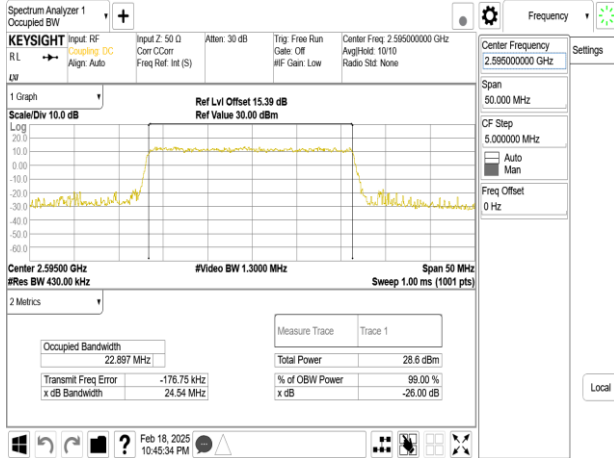 Spectrum Analyzer 1
Occupied BW
Frequency
KEYSIGHT
RL
Input: RF
Coupling: DC
Align: Auto
Input Z: 50 Ω
Corr CCorr
Freq Ref: Int (S)
Atten: 30 dB
Trig: Free Run
Gate: Off
#IF Gain: Low
Center Freq: 2.595000000 GHz
Avg|Hold: 10/10
Radio Std: None
Center Frequency
2.595000000 GHz
Settings
Span
50.000 MHz
CF Step
5.000000 MHz
Auto
Man
Freq Offset
0 Hz
1 Graph
Scale/Div 10.0 dB
Ref Lvl Offset 15.39 dB
Ref Value 30.00 dBm
Log
20.0
10.0
0.00
-10.0
-20.0
-30.0
-40.0
-50.0
-60.0
Center 2.59500 GHz
#Res BW 430.00 kHz
#Video BW 1.3000 MHz
Span 50 MHz
Sweep 1.00 ms (1001 pts)
2 Metrics
Measure Trace
Trace 1
Occupied Bandwidth
22.897 MHz
Total Power
28.6 dBm
Transmit Freq Error
-176.75 kHz
% of OBW Power
99.00 %
x dB Bandwidth
24.54 MHz
x dB
-26.00 dB
Local
?
Feb 18, 2025
10:45:34 PM